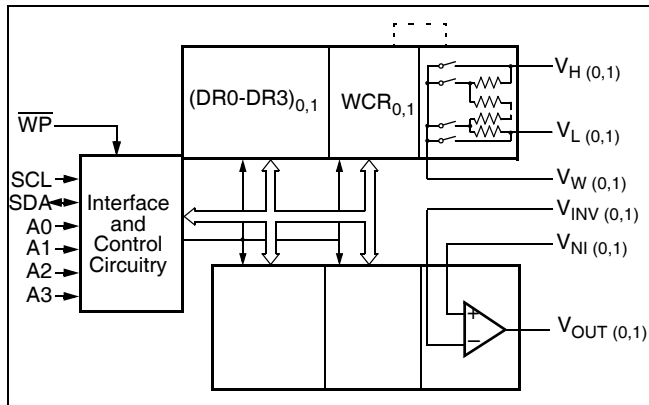 (DR0-DR3)0,1
WCR0,1
VH (0,1)
VL (0,1)
VW (0,1)
VINV (0,1)
VNI (0,1)
VOUT (0,1)
WP
SCL
SDA
A0
A1
A2
A3
Interface
and
Control
Circuitry
+
−